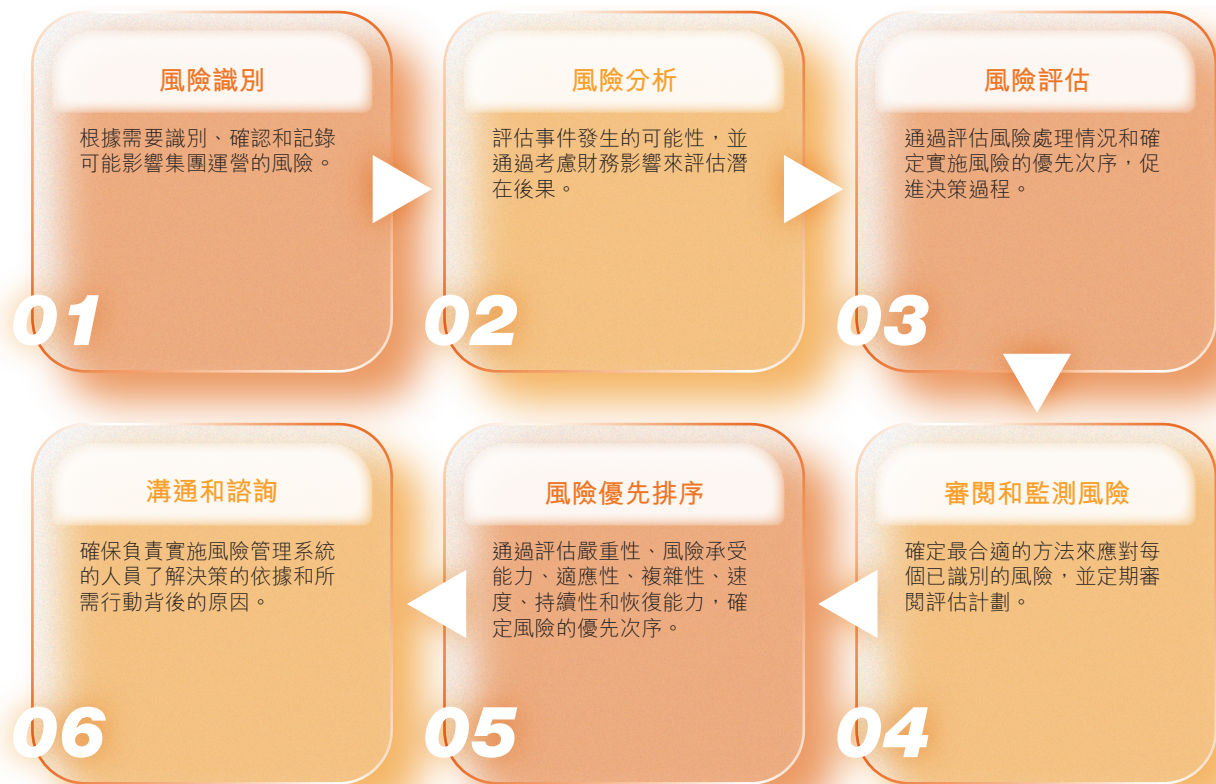 風險識別
根據需要識別、確認和記錄
可能影響集團運營的風險。
01
風險分析
評估事件發生的可能性，並
通過考慮財務影響來評估潛
在後果。
02
風險評估
通過評估風險處理情況和確
定實施風險的優先次序，促
進決策過程。
03
審閱和監測風險
確定最合適的方法來應對每
個已識別的風險，並定期審
閱評估計劃。
04
風險優先排序
通過評估嚴重性、風險承受
能力、適應性、複雜性、速
度、持續性和恢復能力，確
定風險的優先次序。
05
溝通和諮詢
確保負責實施風險管理系統
的人員了解決策的依據和所
需行動背後的原因。
06